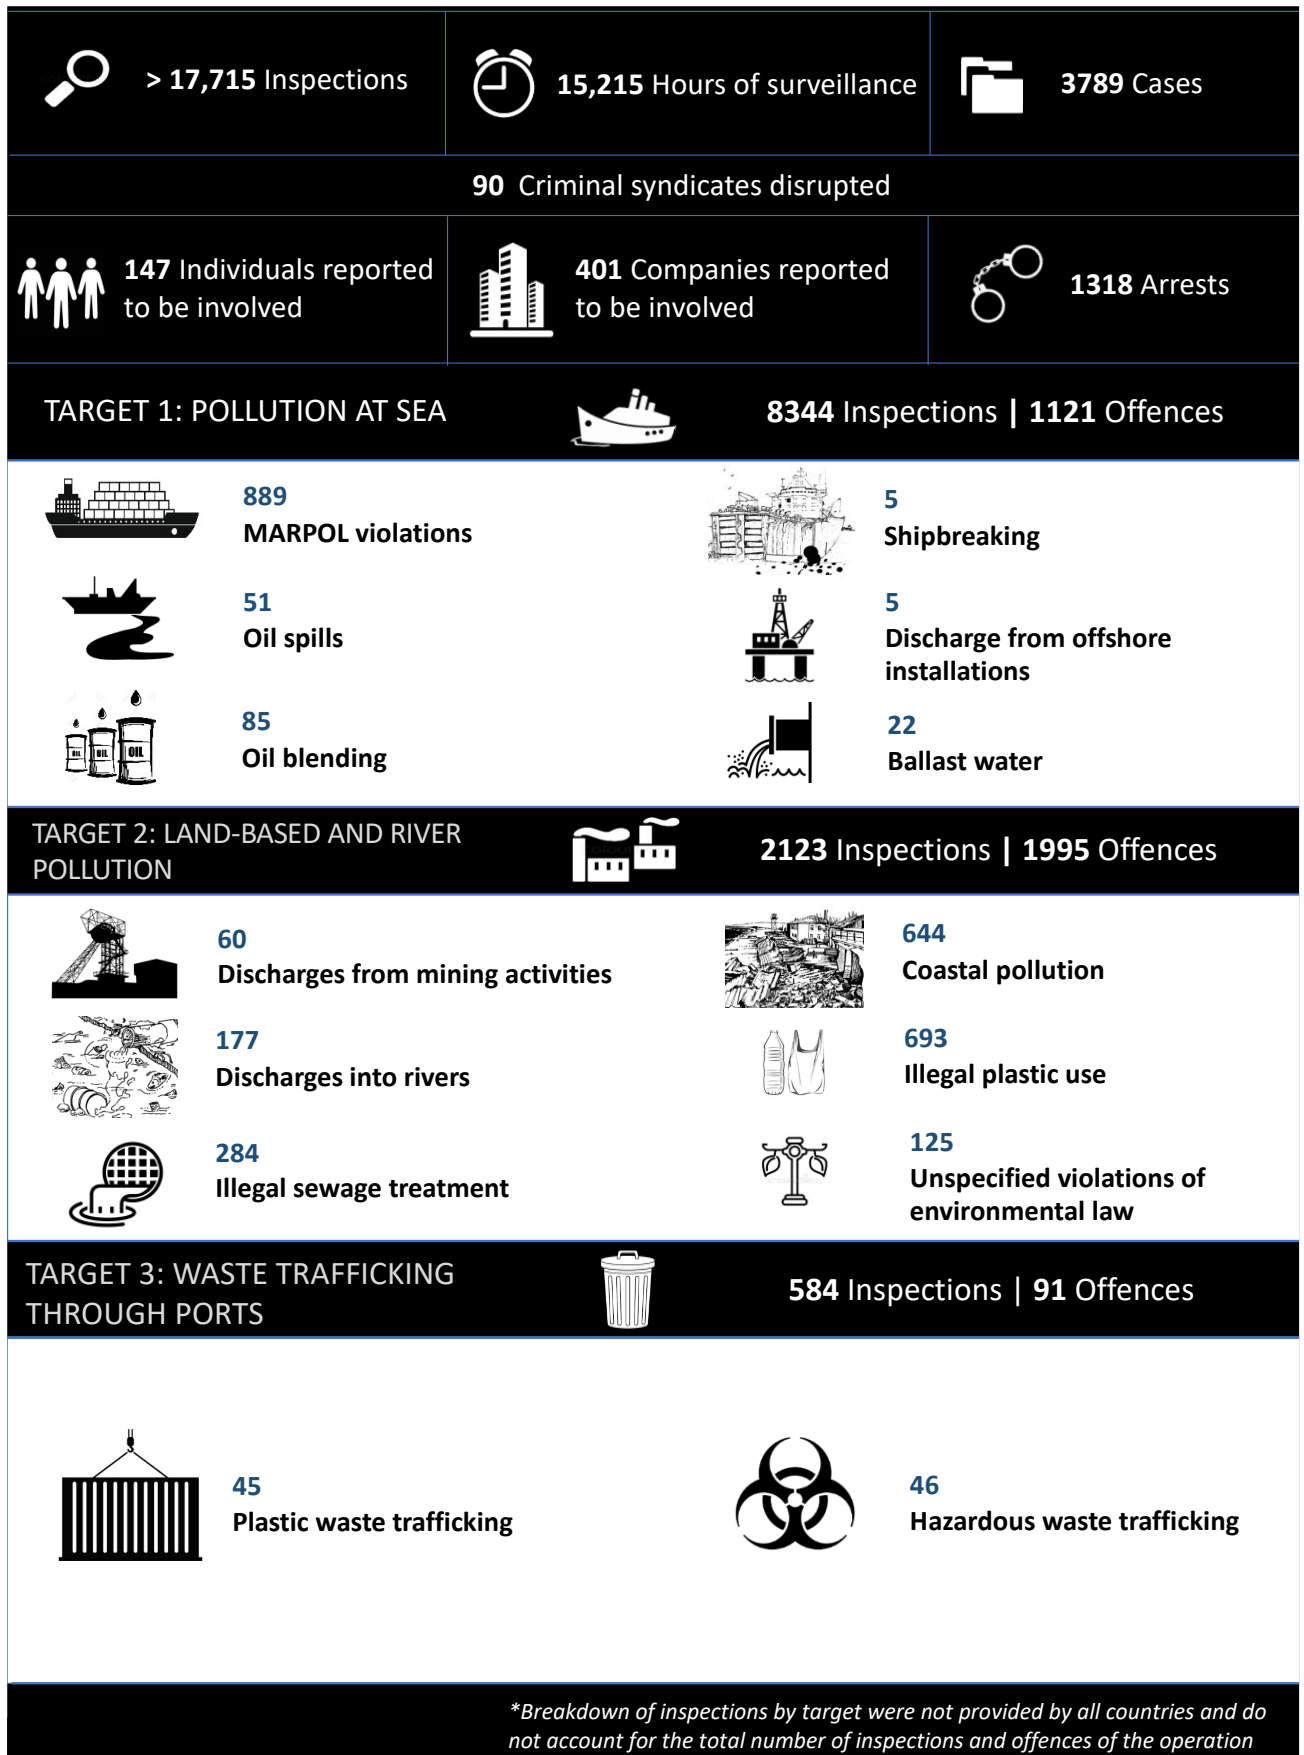 > 17,715 Inspections
15,215 Hours of surveillance
3789 Cases
90 Criminal syndicates disrupted
147 Individuals reported
to be involved
401 Companies reported
to be involved
1318 Arrests
TARGET 1: POLLUTION AT SEA
8344 Inspections | 1121 Offences
889
MARPOL violations
5
Shipbreaking
51
Oil spills
5
Discharge from offshore
installations
OIL
85
Oil blending
22
Ballast water
TARGET 2: LAND-BASED AND RIVER
POLLUTION
2123 Inspections | 1995 Offences
60
Discharges from mining activities
644
Coastal pollution
177
Discharges into rivers
693
Illegal plastic use
284
Illegal sewage treatment
125
Unspecified violations of
environmental law
TARGET 3: WASTE TRAFFICKING
THROUGH PORTS
584 Inspections | 91 Offences
45
Plastic waste trafficking
46
Hazardous waste trafficking
*Breakdown of inspections by target were not provided by all countries and do
not account for the total number of inspections and offences of the operation